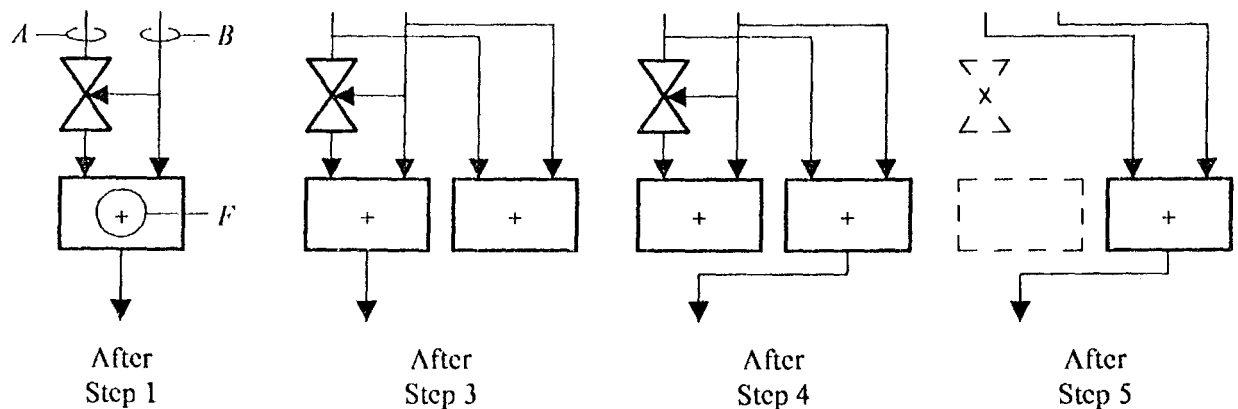 A B
+ F
+ +
+ +
x +
After
Step 1
After
Step 3
After
Step 4
After
Step 5